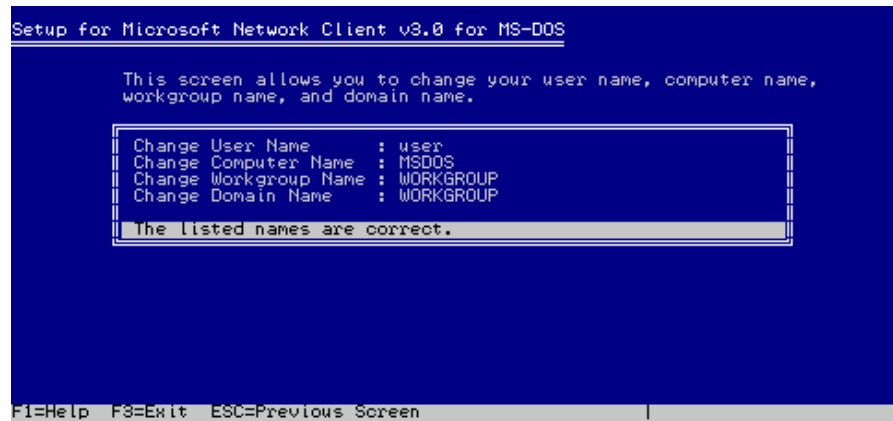 Setup for Microsoft Network Client v3.0 for MS-DOS
This screen allows you to change your user name, computer name,
workgroup name, and domain name.
Change User Name : user
Change Computer Name : MSDOS
Change Workgroup Name : WORKGROUP
Change Domain Name : WORKGROUP
The listed names are correct.
F1=Help F3=Exit ESC=Previous Screen